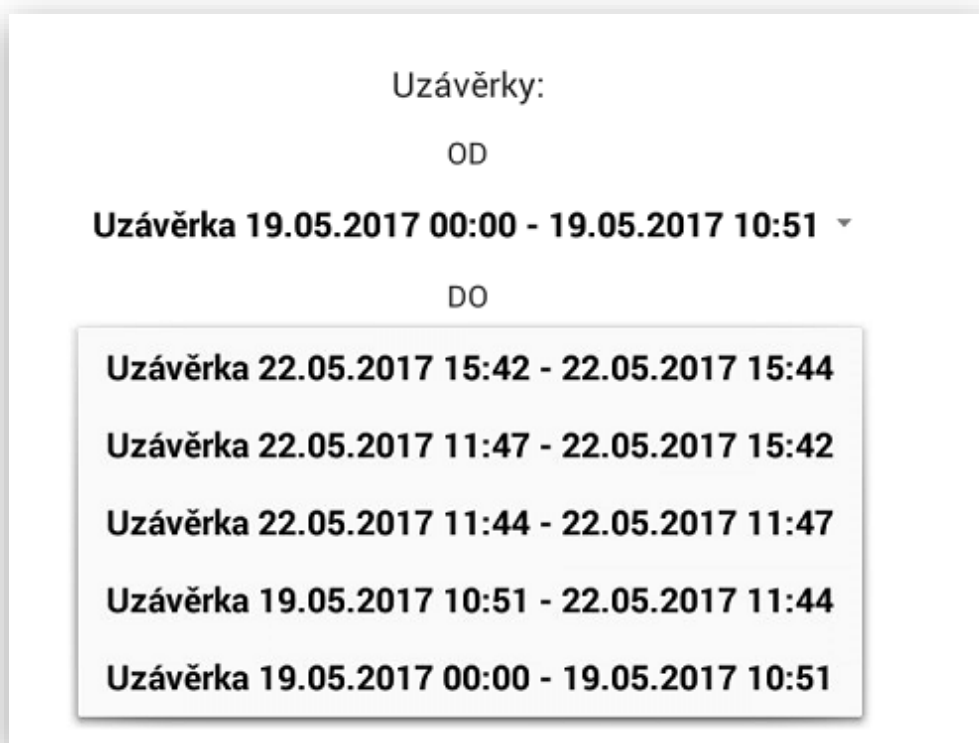 Uzávěrky:
OD
Uzávěrka 19.05.2017 00:00 - 19.05.2017 10:51
DO
Uzávěrka 22.05.2017 15:42 - 22.05.2017 15:44
Uzávěrka 22.05.2017 11:47 - 22.05.2017 15:42
Uzávěrka 22.05.2017 11:44 - 22.05.2017 11:47
Uzávěrka 19.05.2017 10:51 - 22.05.2017 11:44
Uzávěrka 19.05.2017 00:00 - 19.05.2017 10:51